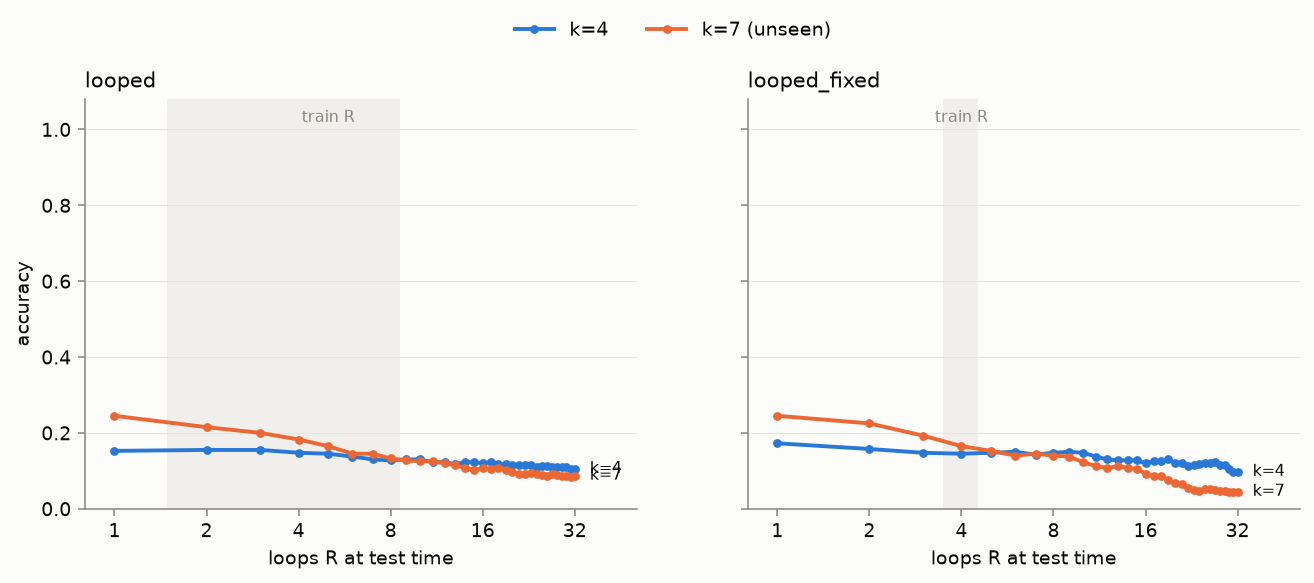 k=4 k=7 (unseen)
looped
train R
accuracy
1.0
0.8
0.6
0.4
0.2
0.0
k=4
k=7
1 2 4 8 16 32
loops R at test time
looped_fixed
train R
k=4
k=7
1 2 4 8 16 32
loops R at test time